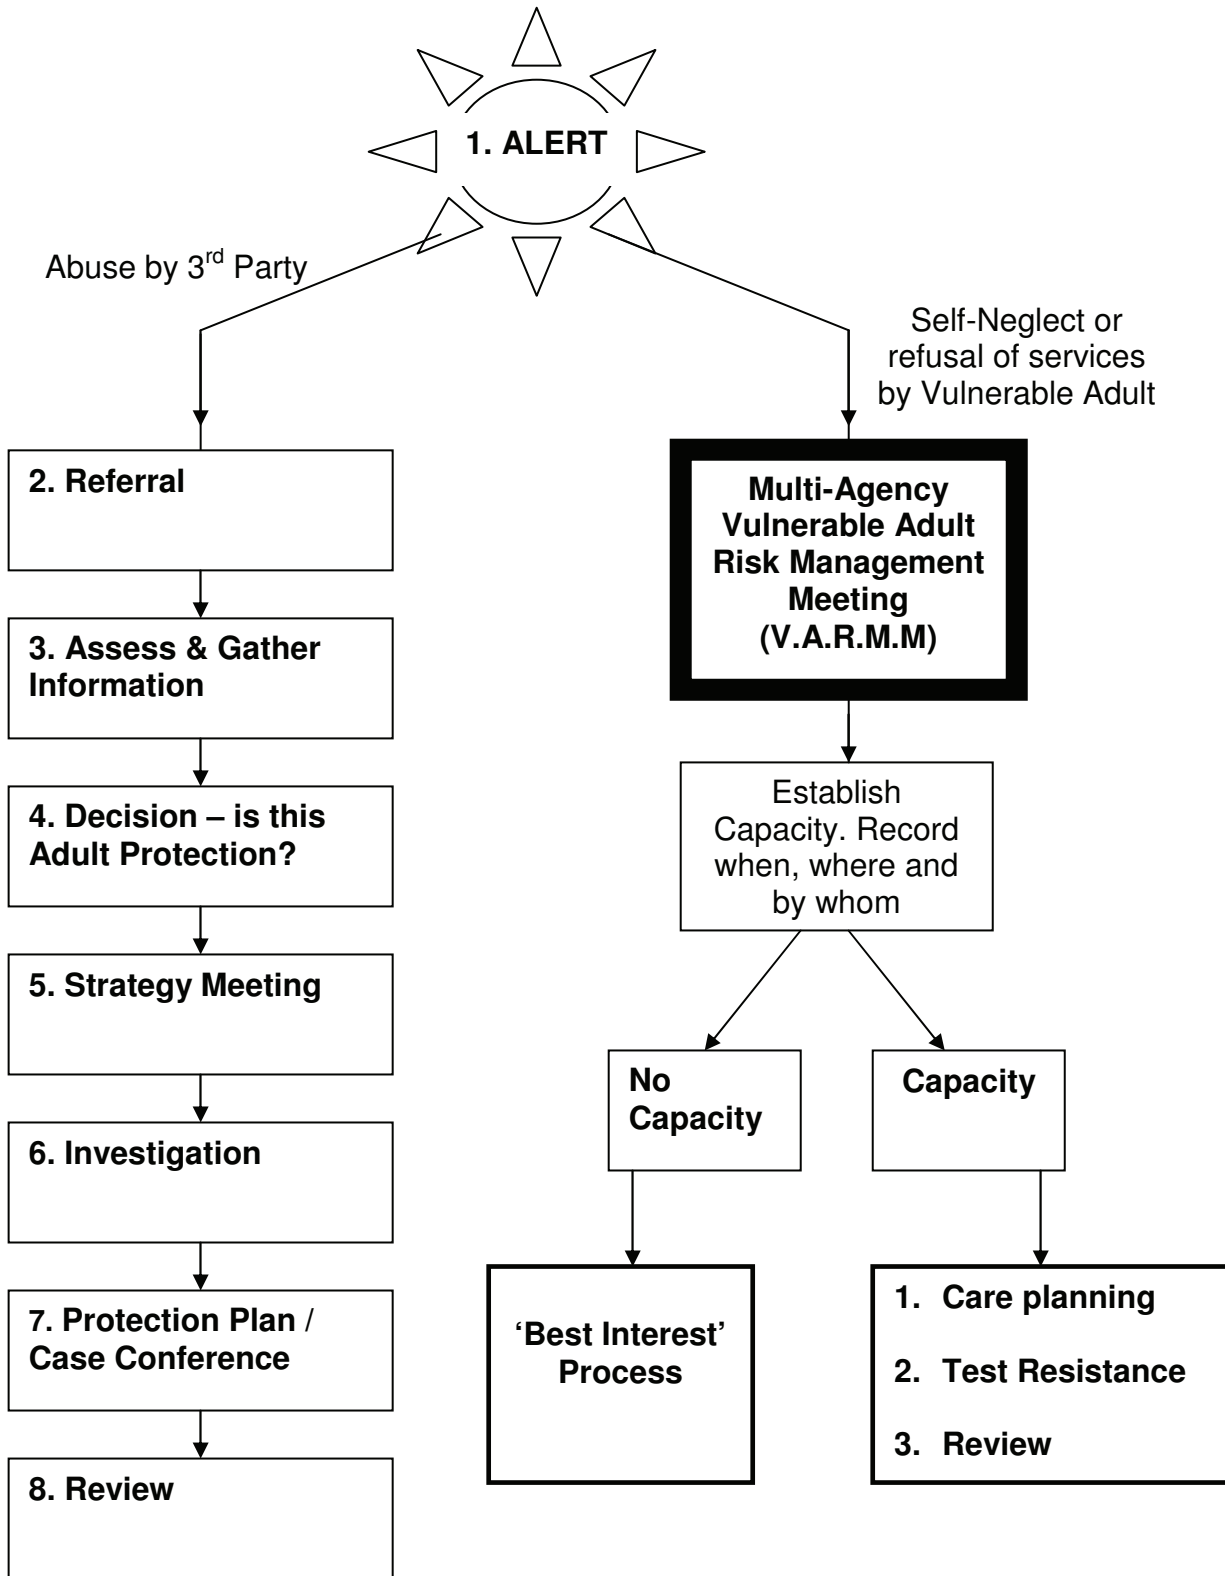 1. ALERT
Abuse by 3rd Party
Self-Neglect or
refusal of services
by Vulnerable Adult
2. Referral
3. Assess & Gather
Information
4. Decision – is this
Adult Protection?
5. Strategy Meeting
6. Investigation
7. Protection Plan /
Case Conference
8. Review
Multi-Agency
Vulnerable Adult
Risk Management
Meeting
(V.A.R.M.M)
Establish
Capacity. Record
when, where and
by whom
No
Capacity
Capacity
‘Best Interest’
Process
1. Care planning
2. Test Resistance
3. Review